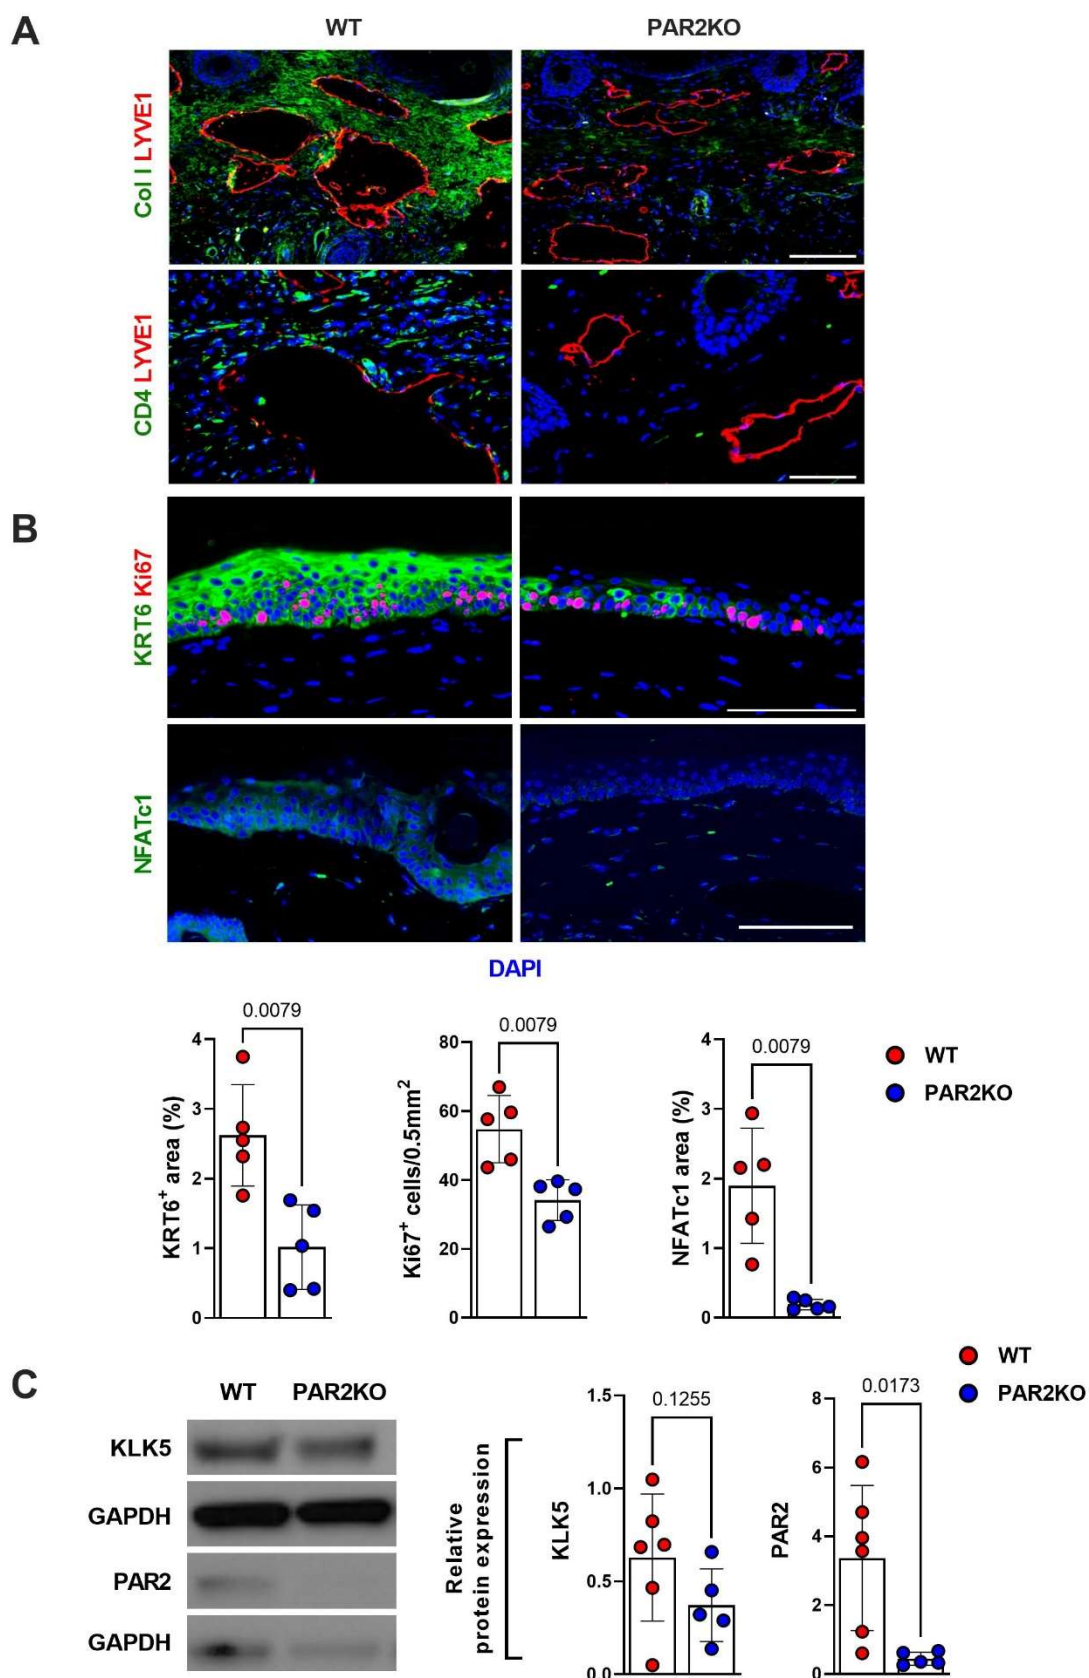 A
WT
PAR2KO
Col I LYVE1
CD4 LYVE1
B
KRT6 Ki67
NFATc1
DAPI
KRT6+ area (%)
4
3
2
1
0
0.0079
Ki67+ cells/0.5mm2
80
60
40
20
0
0.0079
NFATc1 area (%)
4
3
2
1
0
0.0079
WT
PAR2KO
C
WT
PAR2KO
KLK5
GAPDH
PAR2
GAPDH
Relative
protein expression
KLK5
1.5
1.0
0.5
0.0
0.1255
PAR2
8
6
4
2
0
0.0173
WT
PAR2KO